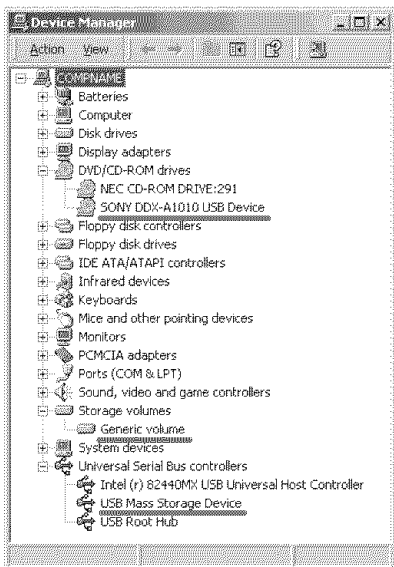 Device Manager
Action View
COMPNAME
Batteries
Computer
Disk drives
Display adapters
DVD/CD-ROM drives
NEC CD-ROM DRIVE:291
SONY DDX-A1010 USB Device
Floppy disk controllers
Floppy disk drives
IDE ATA/ATAPI controllers
Infrared devices
Keyboards
Mice and other pointing devices
Monitors
PCMCIA adapters
Ports (COM & LPT)
Sound, video and game controllers
Storage volumes
Generic volume
System devices
Universal Serial Bus controllers
Intel (r) 82440MX USB Universal Host Controller
USB Mass Storage Device
USB Root Hub